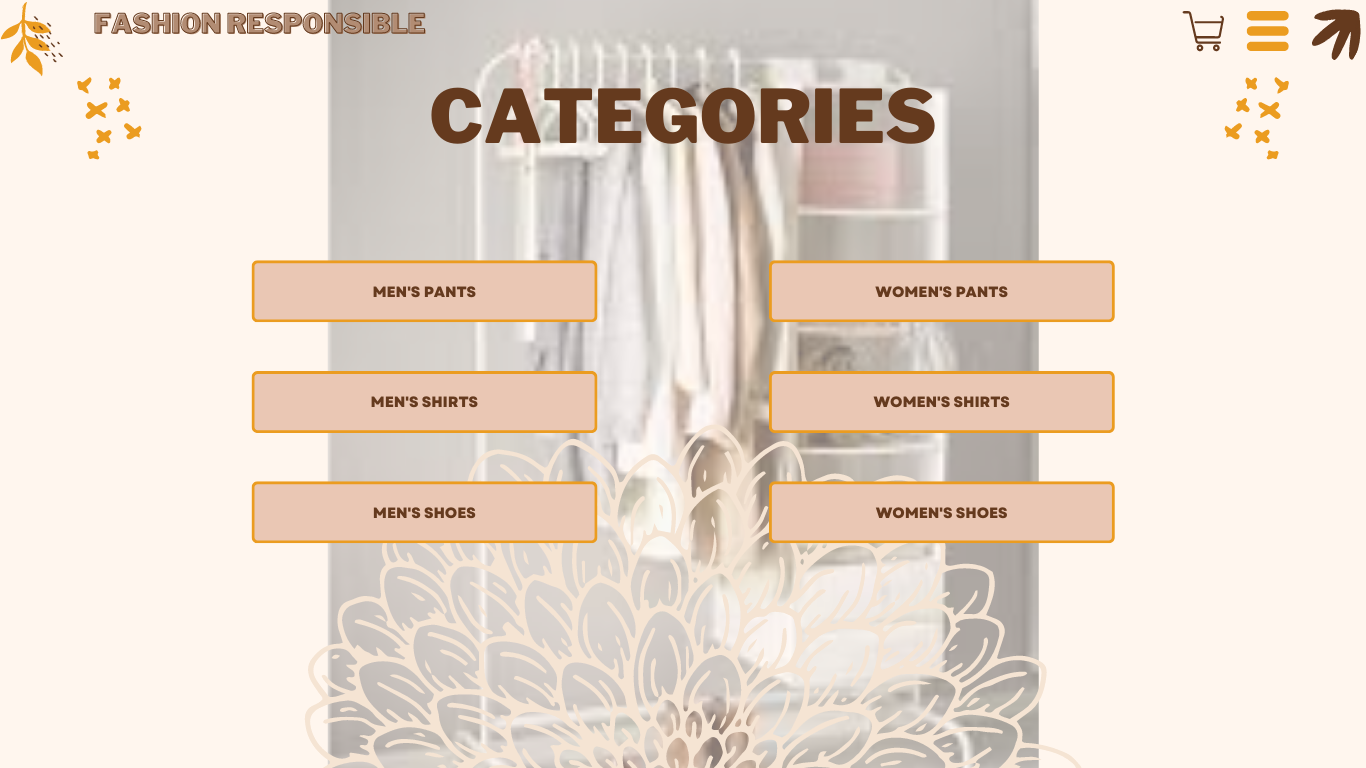 FASHION RESPONSIBLE
CATEGORIES
MEN'S PANTS
WOMEN'S PANTS
MEN'S SHIRTS
WOMEN'S SHIRTS
MEN'S SHOES
WOMEN'S SHOES